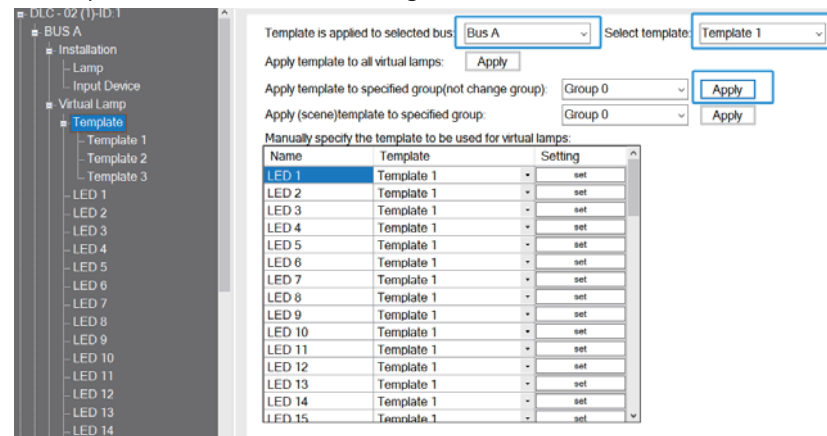 DLC - 02 (1)-ID:1
BUS A
Installation
Lamp
Input Device
Virtual Lamp
Template
Template 1
Template 2
Template 3
LED 1
LED 2
LED 3
LED 4
LED 5
LED 6
LED 7
LED 8
LED 9
LED 10
LED 11
LED 12
LED 13
LED 14
Template is applied to selected bus: Bus A Select template: Template 1
Apply template to all virtual lamps: Apply
Apply template to specified group(not change group): Group 0 Apply
Apply (scene)template to specified group: Group 0 Apply
Manually specify the template to be used for virtual lamps:
Name Template Setting
LED 1 Template 1 set
LED 2 Template 1 set
LED 3 Template 1 set
LED 4 Template 1 set
LED 5 Template 1 set
LED 6 Template 1 set
LED 7 Template 1 set
LED 8 Template 1 set
LED 9 Template 1 set
LED 10 Template 1 set
LED 11 Template 1 set
LED 12 Template 1 set
LED 13 Template 1 set
LED 14 Template 1 set
LED 15 Template 1 set